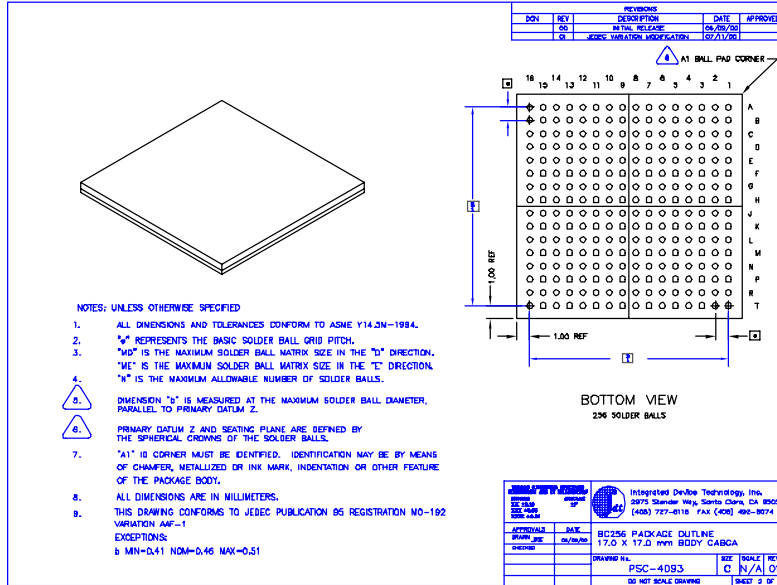 REVISIONS
DCN REV DESCRIPTION DATE APPROVED
00 INITIAL RELEASE 06/09/00
01 JEDEC VARIATION MODIFICATION 07/11/00
A1 BALL PAD CORNER
16 15 14 13 12 11 10 9 8 7 6 5 4 3 2 1
A
B
C
D
E
F
G
H
J
K
L
M
N
P
R
T
1.00 REF
1.00 REF
BOTTOM VIEW
256 SOLDER BALLS
NOTES: UNLESS OTHERWISE SPECIFIED
1. ALL DIMENSIONS AND TOLERANCES CONFORM TO ASME Y14.5M-1984.
2. "e" REPRESENTS THE BASIC SOLDER BALL GRID PITCH.
3. "MD" IS THE MAXIMUM SOLDER BALL MATRIX SIZE IN THE "D" DIRECTION.
"ME" IS THE MAXIMUM SOLDER BALL MATRIX SIZE IN THE "E" DIRECTION.
4. "N" IS THE MAXIMUM ALLOWABLE NUMBER OF SOLDER BALLS.
5. DIMENSION "b" IS MEASURED AT THE MAXIMUM SOLDER BALL DIAMETER,
PARALLEL TO PRIMARY DATUM Z.
6. PRIMARY DATUM Z AND SEATING PLANE ARE DEFINED BY
THE SPHERICAL CROWNS OF THE SOLDER BALLS.
7. "A1" ID CORNER MUST BE IDENTIFIED. IDENTIFICATION MAY BE BY MEANS
OF CHAMFER, METALLIZED OR INK MARK, INDENTATION OR OTHER FEATURE
OF THE PACKAGE BODY.
8. ALL DIMENSIONS ARE IN MILLIMETERS.
9. THIS DRAWING CONFORMS TO JEDEC PUBLICATION 95 REGISTRATION MO-192
VARIATION AAF-1
EXCEPTIONS:
b MIN=0.41 NOM=0.46 MAX=0.51
Integrated Device Technology, Inc.
2975 Stender Way, Santa Clara, CA
(408) 727-6116 FAX (408) 492-8674
APPROVALS DATE
DRAWN
CHECKED
BC256 PACKAGE OUTLINE
17.0 X 17.0 mm BODY CABGA
DRAWING No. SIZE SCALE REV
PSC-4093 C N/A 01
DO NOT SCALE DRAWING SHEET 2 OF